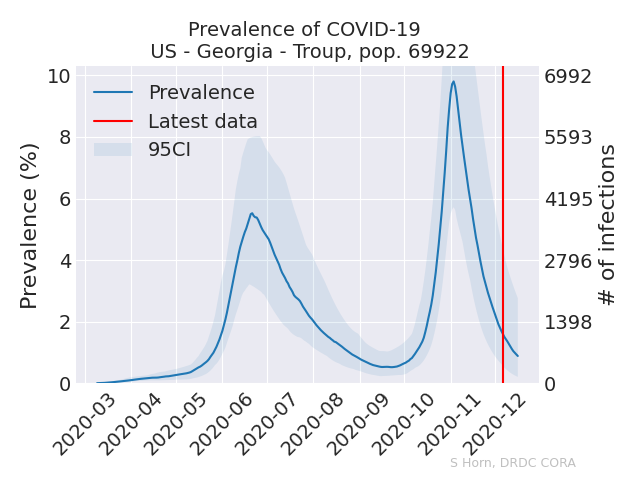 Prevalence of COVID-19
US - Georgia - Troup, pop. 69922
Prevalence
Latest data
95CI
Prevalence (%)
10
8
6
4
2
0
6992
5593
4195
2796
1398
0
# of infections
2020-03
2020-04
2020-05
2020-06
2020-07
2020-08
2020-09
2020-10
2020-11
2020-12
S Horn, DRDC CORA